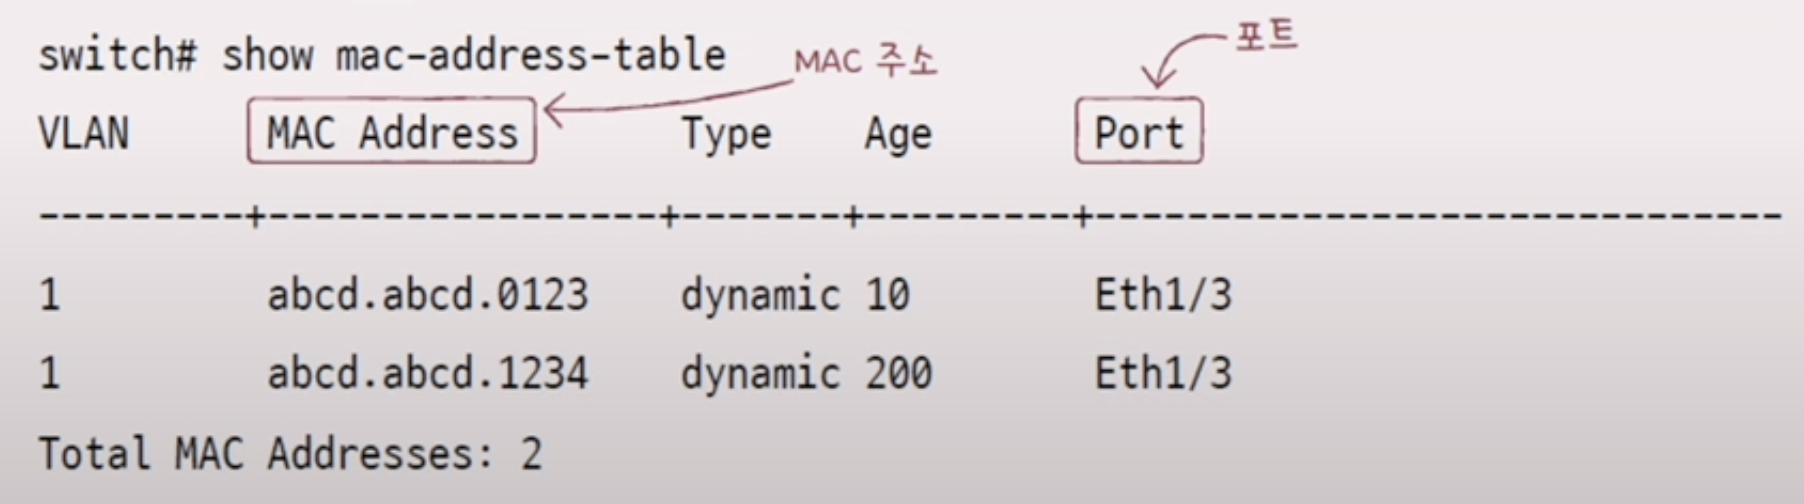 switch# show mac-address-table
MAC 주소
포트
VLAN MAC Address Type Age Port
---------+-----------------+-------+---------+------------------------------
1 abcd.abcd.0123 dynamic 10 Eth1/3
1 abcd.abcd.1234 dynamic 200 Eth1/3
Total MAC Addresses: 2